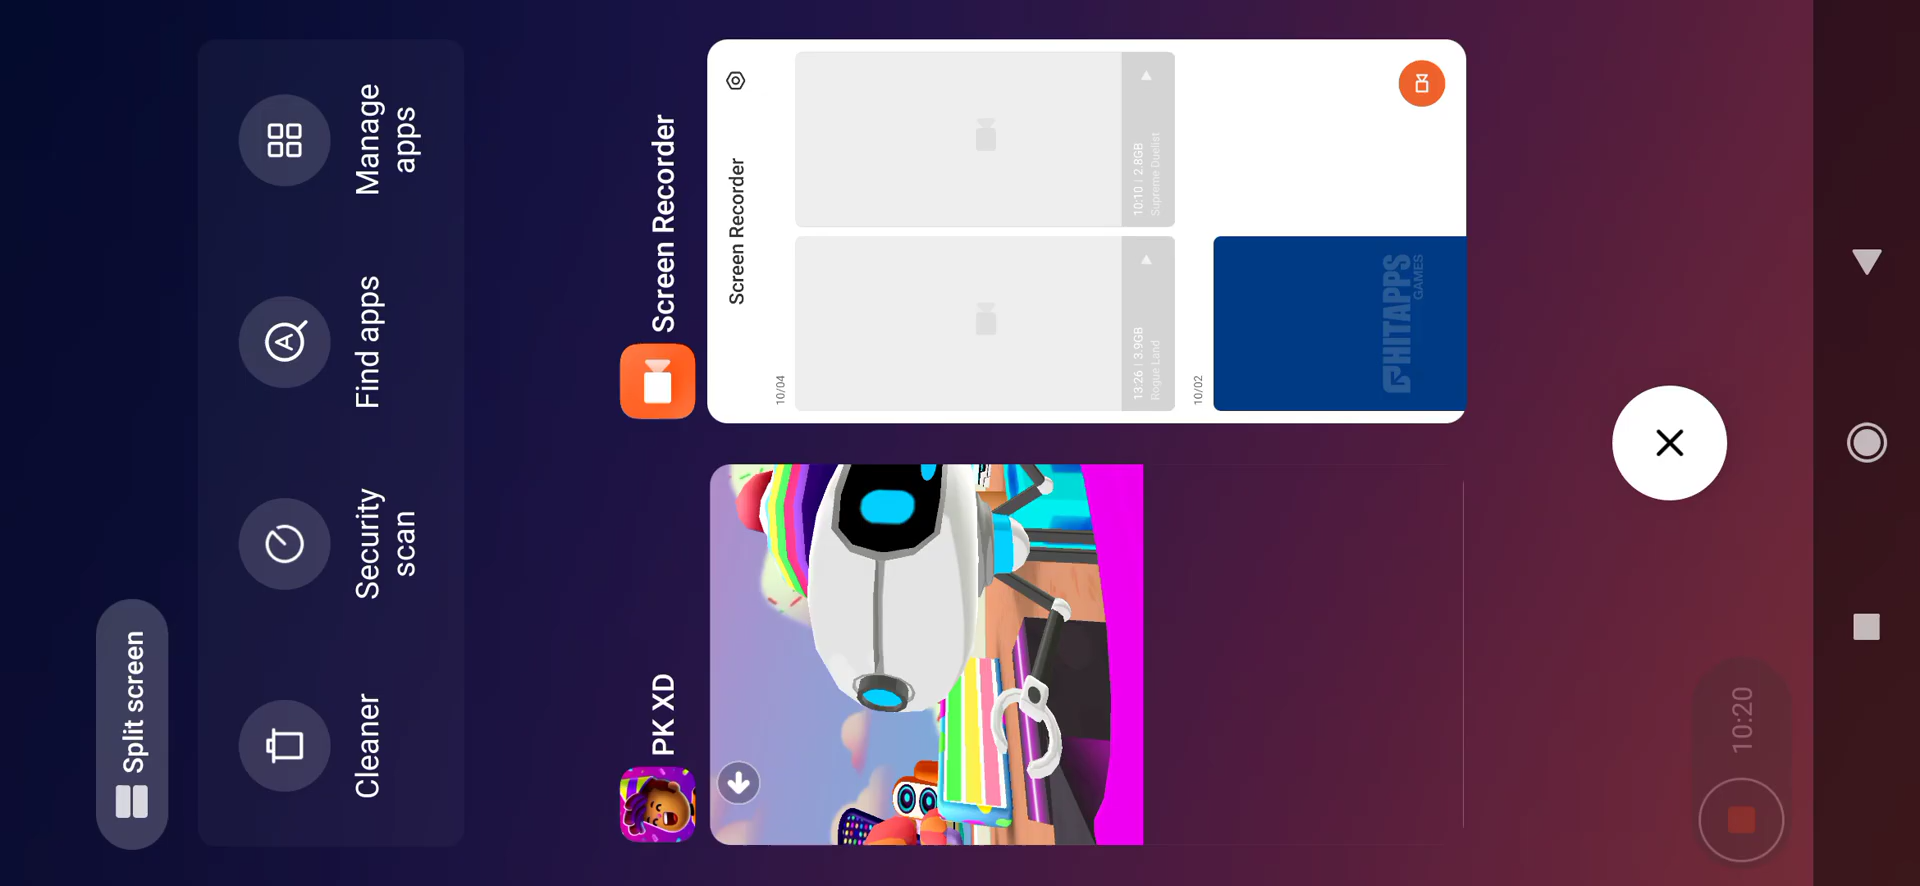 Split screen
Cleaner
Security
scan
Find apps
Manage
apps
PK XD
Screen Recorder
Screen Recorder
10/04
13:26 | 3.9GB
Rogue Land
10:10 | 2.8GB
Supreme Duelist
10/02
HITAPPS
GAMES
10:20